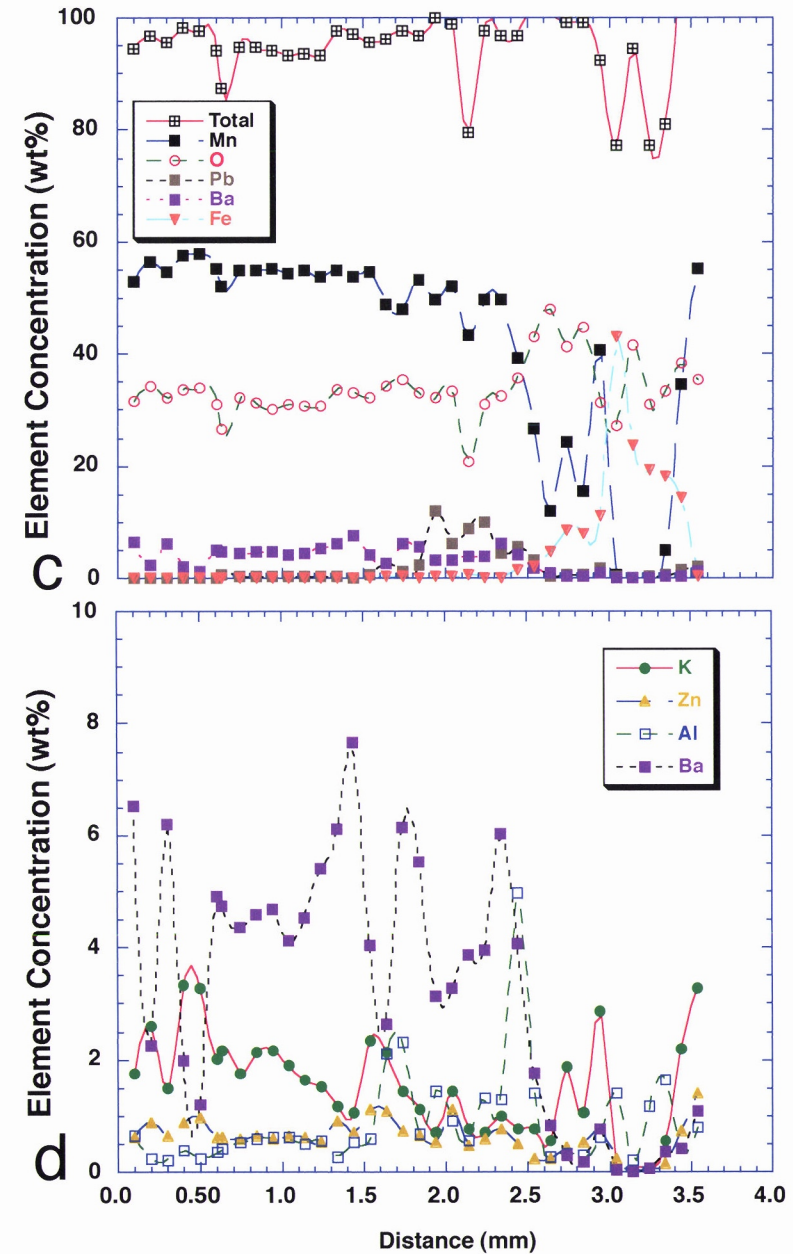 100
80
60
40
20
0
Element Concentration (wt%)
Total
Mn
O
Pb
Ba
Fe
c
10
8
6
4
2
0
Element Concentration (wt%)
K
Zn
Al
Ba
d
0.0 0.50 1.0 1.5 2.0 2.5 3.0 3.5 4.0
Distance (mm)